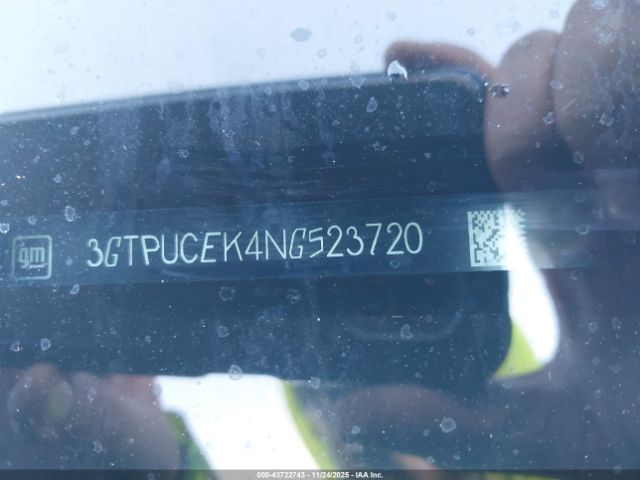 gm 3GTPUCEK4NG523720
000-43722743 - 11/24/2025 - IAA Inc.